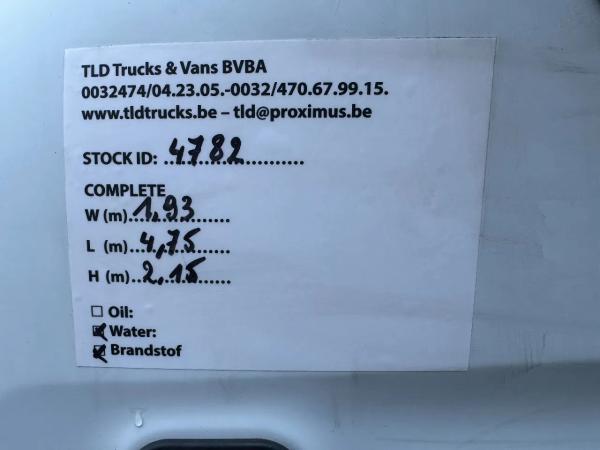 TLD Trucks & Vans BVBA
0032474/04.23.05.-0032/470.67.99.15.
www.tldtrucks.be – tld@proximus.be
STOCK ID: 4782
COMPLETE
W (m) 1,93
L (m) 4,75
H (m) 2,15
☐ Oil:
☑ Water:
☑ Brandstof